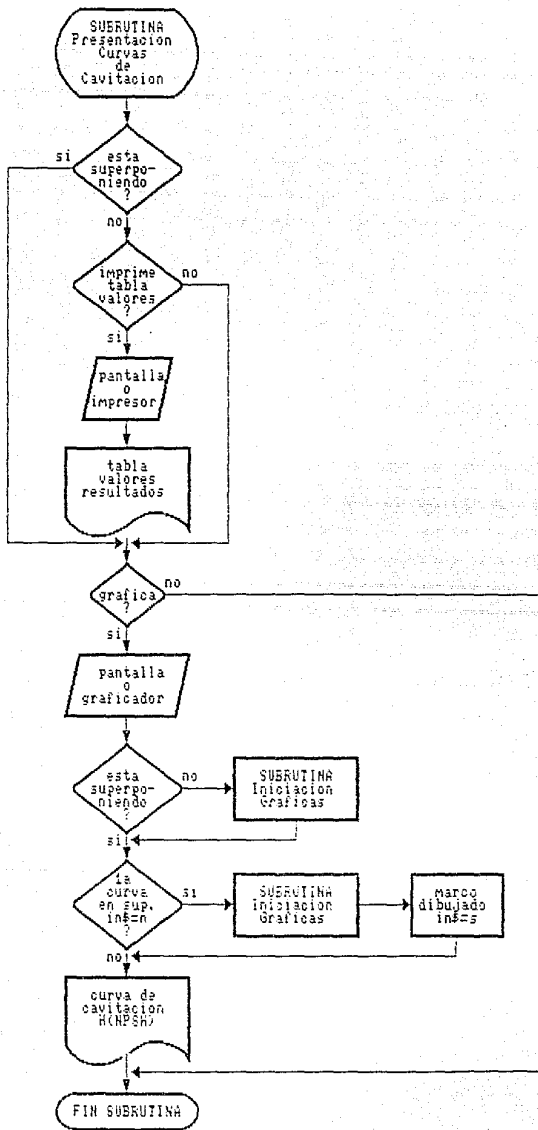 SUBRUTINA
Presentacion
Curvas
de
Cavitacion
si
esta
superpo-
niendo
?
no
imprime
tabla
valores
?
no
si
pantalla
o
impresor
tabla
valores
resultados
grafica
?
no
si
pantalla
o
graficador
esta
superpo-
niendo
?
no
SUBRUTINA
Iniciacion
Graficas
si
1a
curva
en sup.
in$=n
?
si
SUBRUTINA
Iniciacion
Graficas
marco
dibujado
in$=s
no
curva de
cavitacion
H(NPSH)
FIN SUBRUTINA